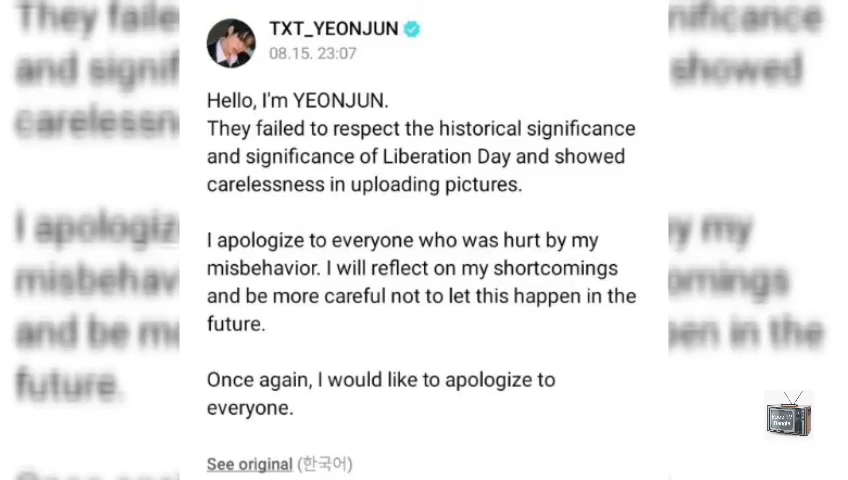 TXT_YEONJUN
08.15. 23:07
Hello, I'm YEONJUN.
They failed to respect the historical significance
and significance of Liberation Day and showed
carelessness in uploading pictures.
I apologize to everyone who was hurt by my
misbehavior. I will reflect on my shortcomings
and be more careful not to let this happen in the
future.
Once again, I would like to apologize to
everyone.
See original (한국어)